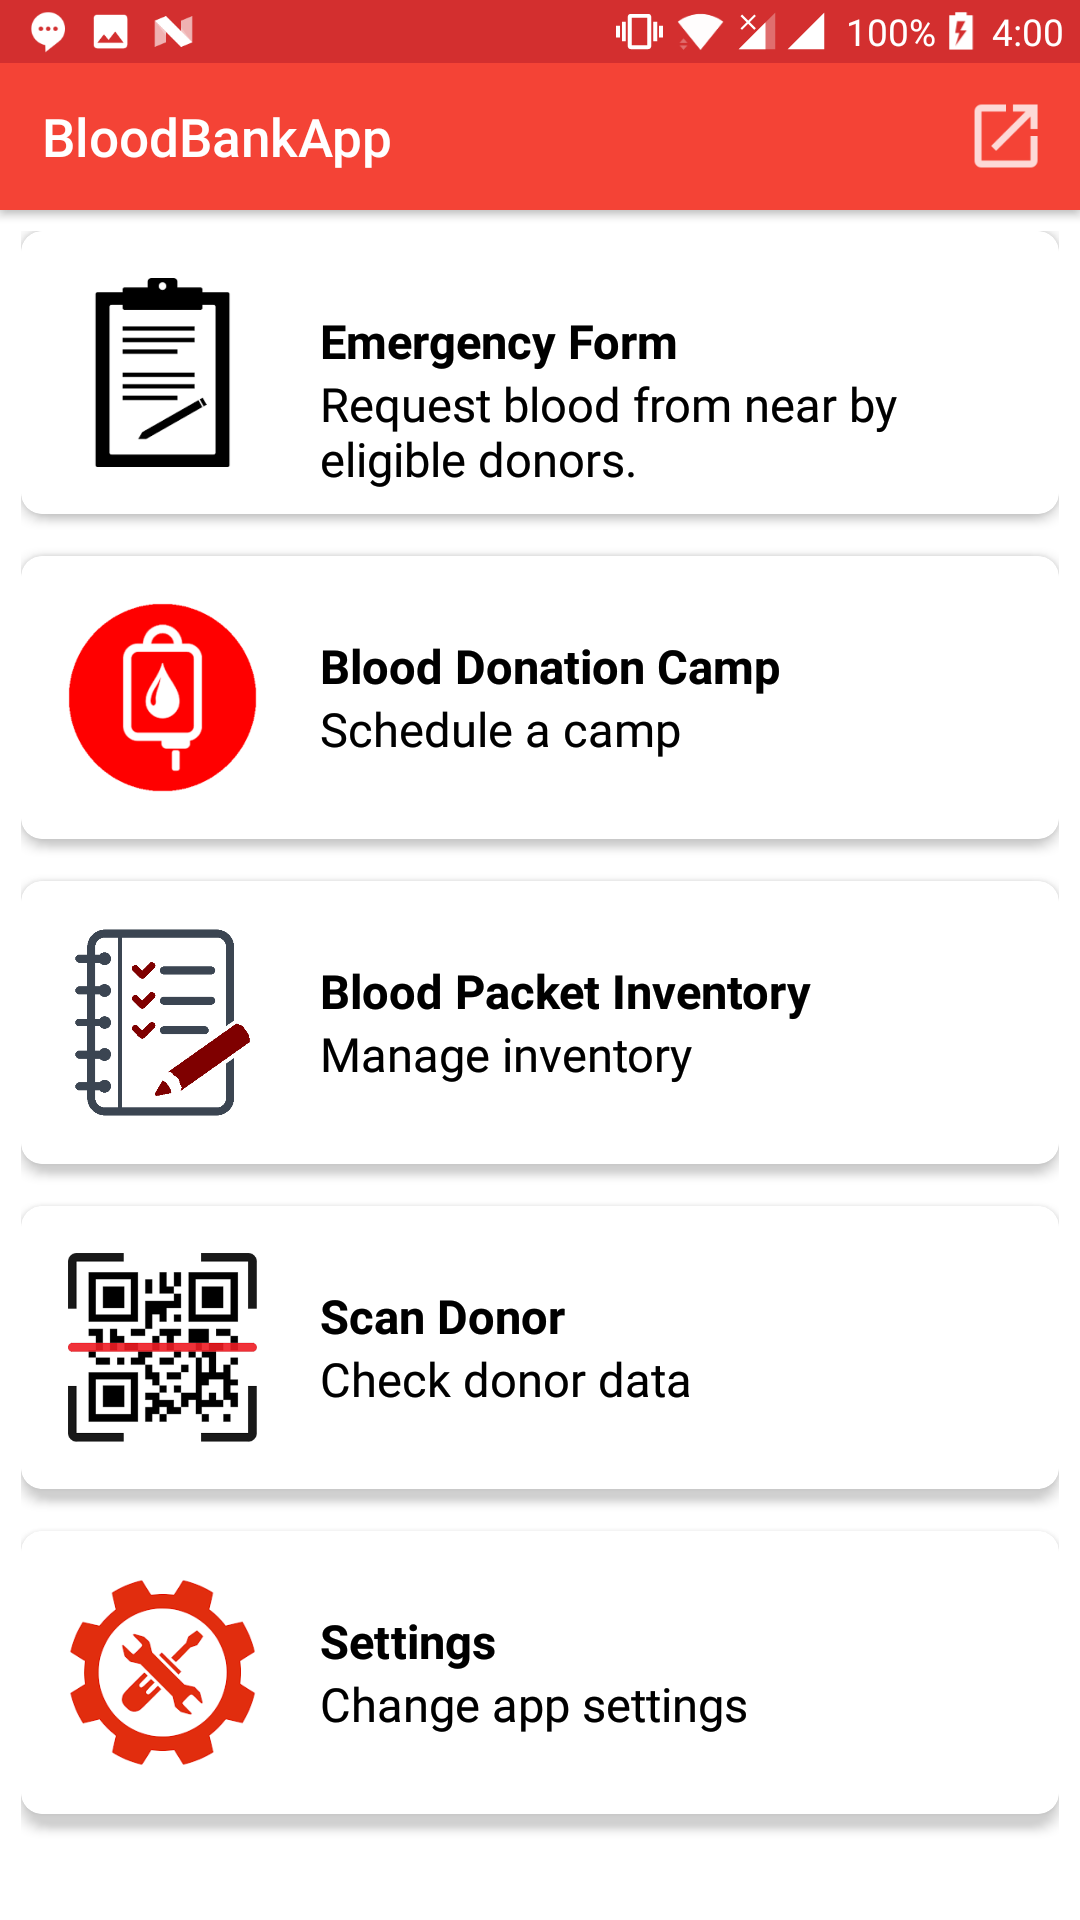 100% 4:00
BloodBankApp
Emergency Form
Request blood from near by
eligible donors.
Blood Donation Camp
Schedule a camp
Blood Packet Inventory
Manage inventory
Scan Donor
Check donor data
Settings
Change app settings